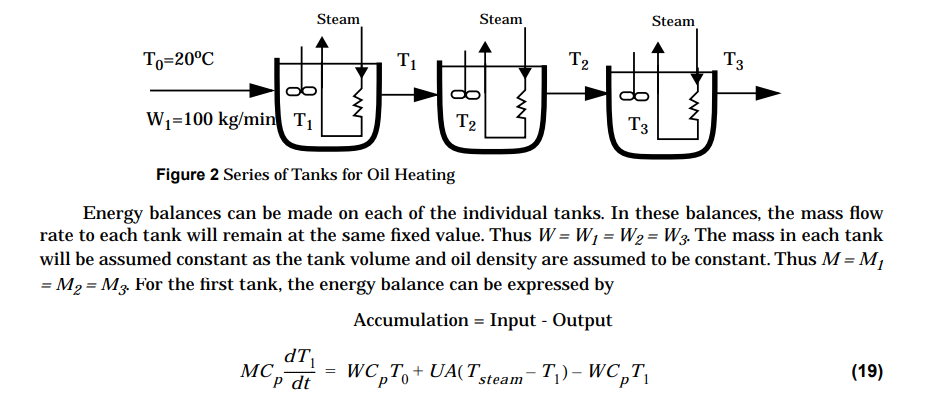 Steam Steam Steam
T₀=20⁰C T₁ T₂ T₃
W₁=100 kg/min T₁ T₂ T₃
Figure 2 Series of Tanks for Oil Heating
Energy balances can be made on each of the individual tanks. In these balances, the mass flow
rate to each tank will remain at the same fixed value. Thus W = W₁ = W₂ = W₃. The mass in each tank
will be assumed constant as the tank volume and oil density are assumed to be constant. Thus M = M₁
= M₂ = M₃. For the first tank, the energy balance can be expressed by
Accumulation = Input - Output
MCₚ dT₁/dt = WCₚT₀ + UA(Tsteam – T₁) – WCₚT₁ (19)